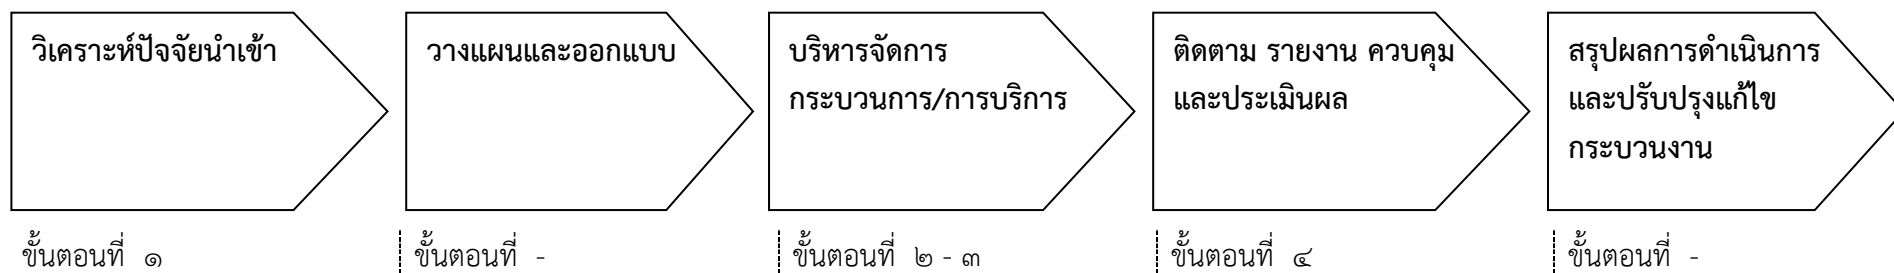 วิเคราะห์ปัจจัยนำเข้า
วางแผนและออกแบบ
บริหารจัดการ
กระบวนการ/การบริการ
ติดตาม รายงาน ควบคุม
และประเมินผล
สรุปผลการดำเนินการ
และปรับปรุงแก้ไข
กระบวนงาน
ขั้นตอนที่ ๑
ขั้นตอนที่ -
ขั้นตอนที่ ๒ - ๓
ขั้นตอนที่ ๔
ขั้นตอนที่ -